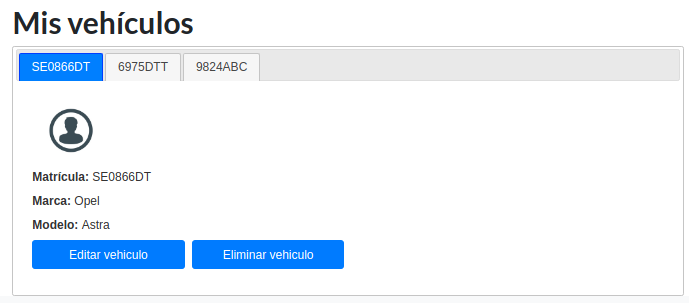 Mis vehículos
SE0866DT 6975DTT 9824ABC
Matrícula: SE0866DT
Marca: Opel
Modelo: Astra
Editar vehiculo Eliminar vehiculo